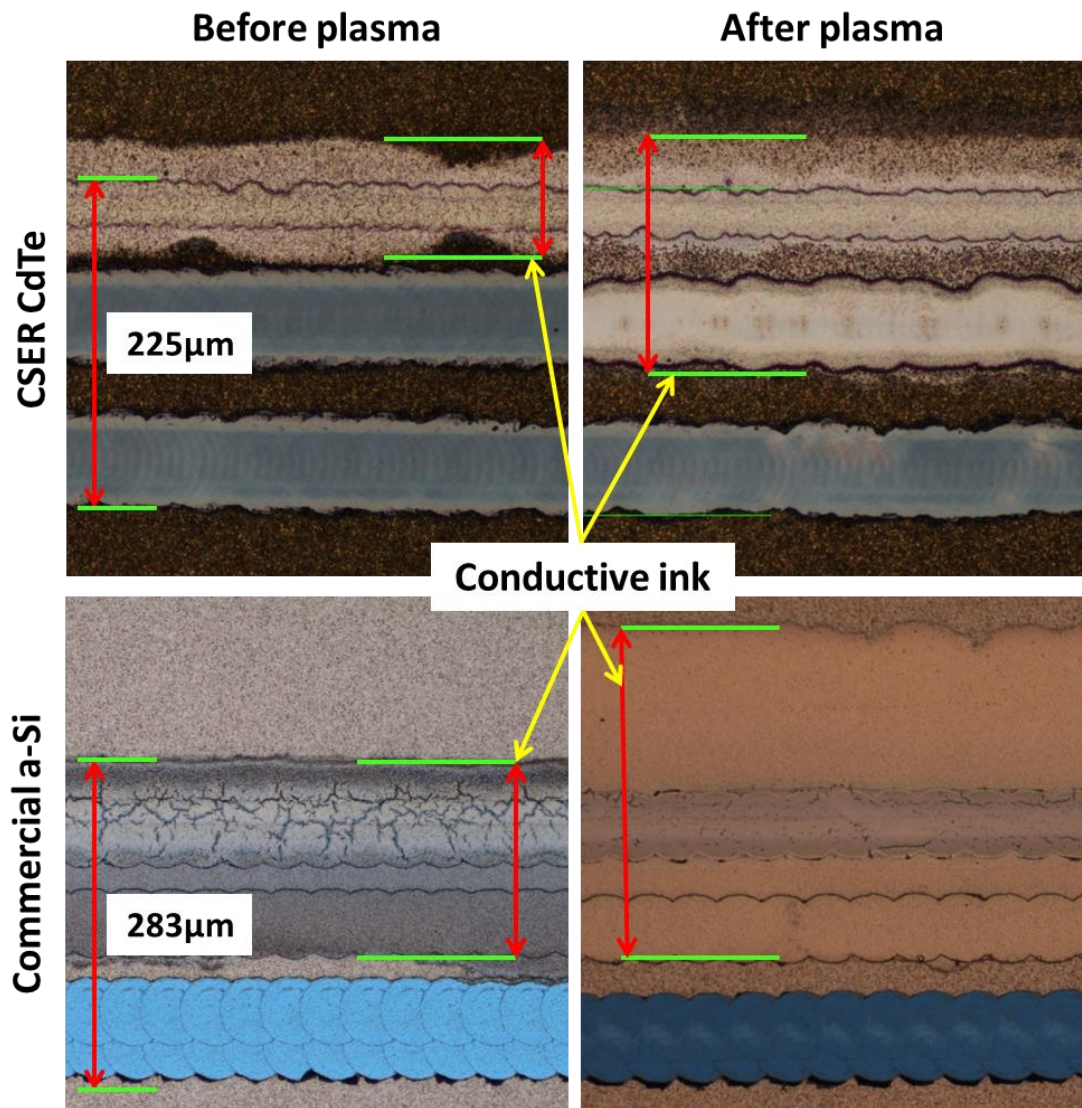 Before plasma
After plasma
CSER CdTe
225µm
Conductive ink
Commercial a-Si
283µm